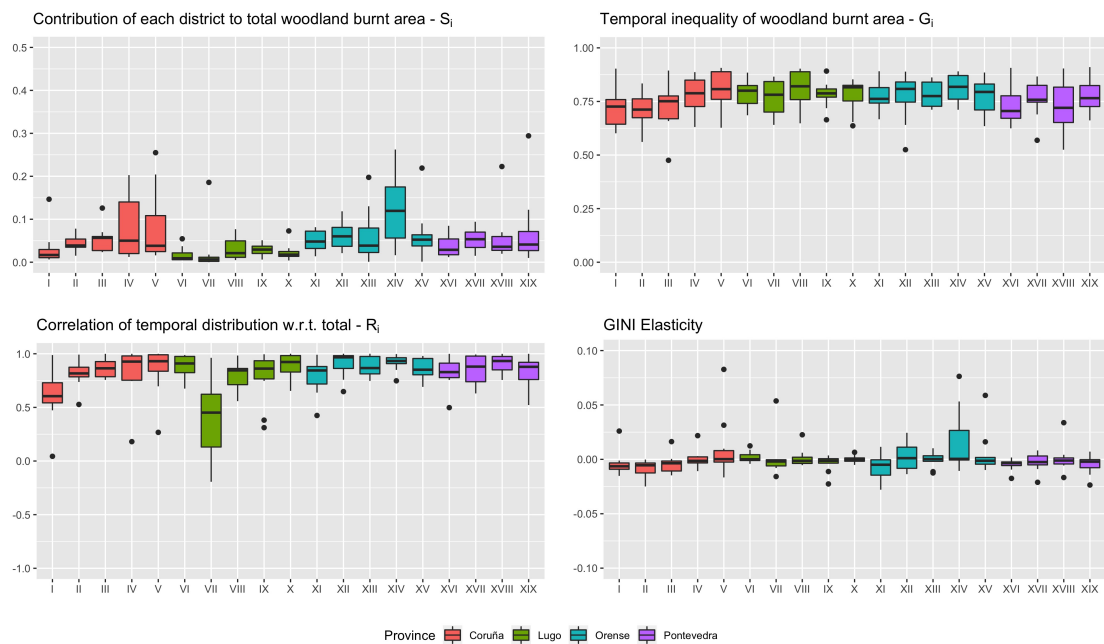 Contribution of each district to total woodland burnt area - Si
0.5
0.4
0.3
0.2
0.1
0.0
I II III IV V VI VII VIII IX X XI XII XIII XIV XV XVI XVII XVIII XIX
Temporal inequality of woodland burnt area - Gi
1.00
0.75
0.50
0.25
0.00
I II III IV V VI VII VIII IX X XI XII XIII XIV XV XVI XVII XVIII XIX
Correlation of temporal distribution w.r.t. total - Ri
1.0
0.5
0.0
-0.5
-1.0
I II III IV V VI VII VIII IX X XI XII XIII XIV XV XVI XVII XVIII XIX
GINI Elasticity
0.10
0.05
0.00
-0.05
-0.10
I II III IV V VI VII VIII IX X XI XII XIII XIV XV XVI XVII XVIII XIX
Province Coruña Lugo Orense Pontevedra